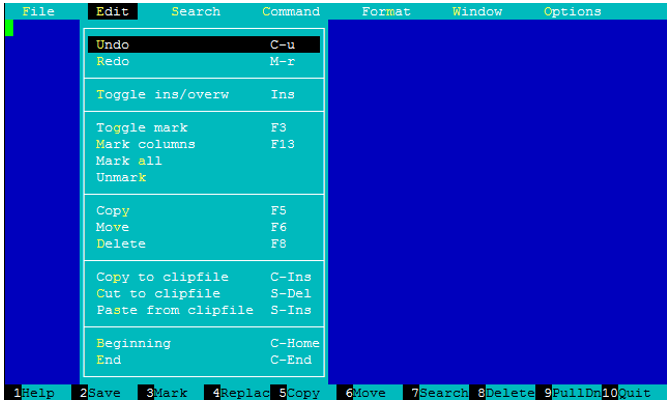 File Edit Search Command Format Window Options
Undo C-u
Redo M-r
Toggle ins/overw Ins
Toggle mark F3
Mark columns F13
Mark all
Unmark
Copy F5
Move F6
Delete F8
Copy to clipfile C-Ins
Cut to clipfile S-Del
Paste from clipfile S-Ins
Beginning C-Home
End C-End
1Help 2Save 3Mark 4Replac 5Copy 6Move 7Search 8Delete 9PullDn 10Quit